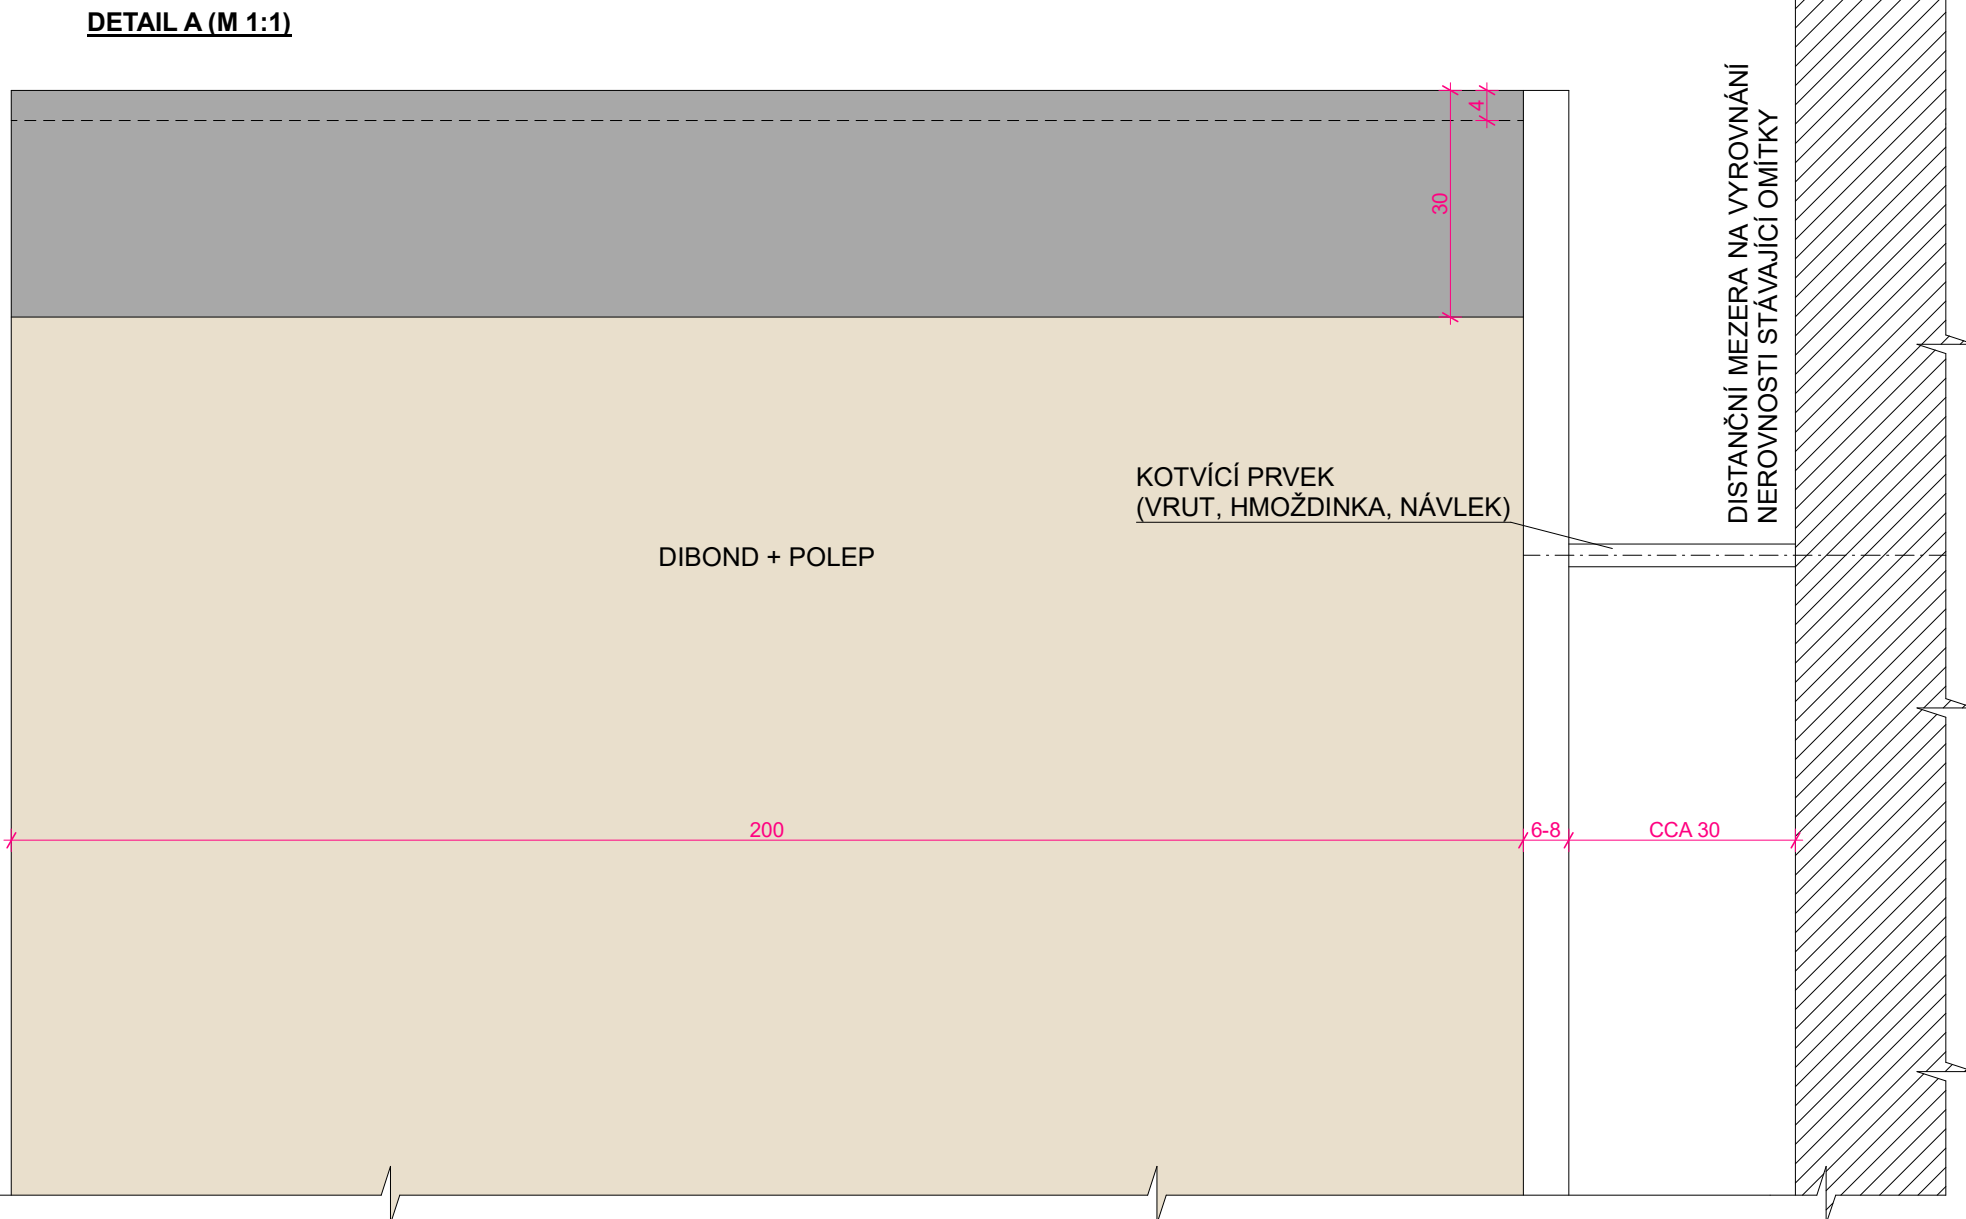 DETAIL A (M 1:1)
4
30
DISTANČNÍ MEZERA NA VYROVNÁNÍ
NEROVNOSTI STÁVAJÍCÍ OMÍTKY
KOTVÍCÍ PRVEK
(VRUT, HMOŽDINKA, NÁVLEK)
DIBOND + POLEP
200
6-8
CCA 30